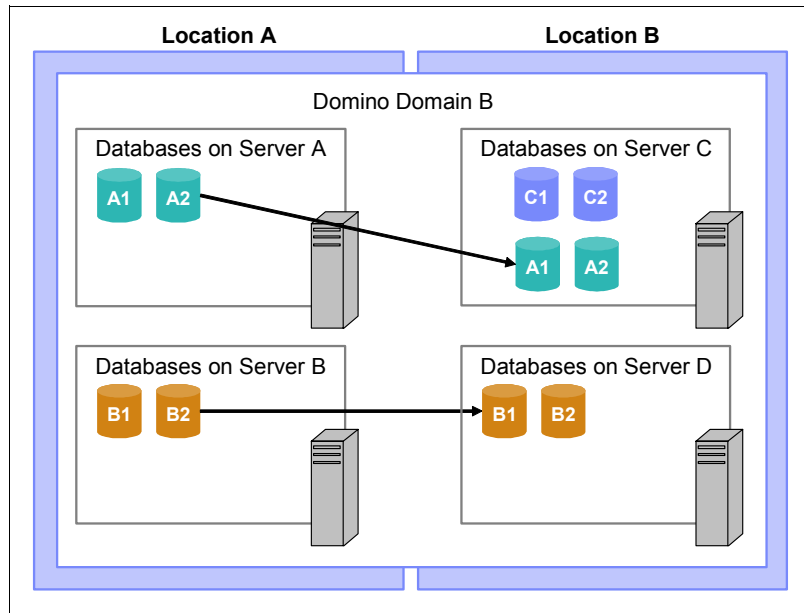 Location A
Location B
Domino Domain B
Databases on Server A
A1 A2
Databases on Server C
C1 C2
A1 A2
Databases on Server B
B1 B2
Databases on Server D
B1 B2